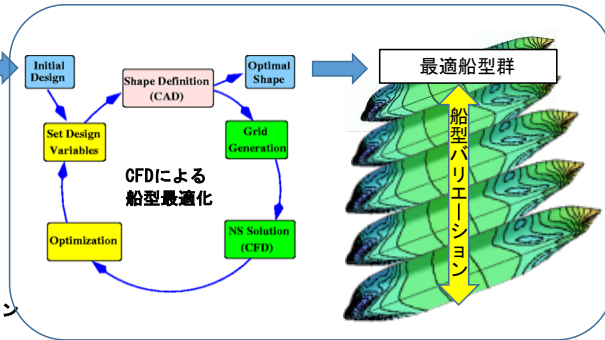 Initial
Design
Optimal
Shape
Shape Definition
(CAD)
Set Design
Variables
Grid
Generation
CFDによる
船型最適化
Optimization
NS Solution
(CFD)
最適船型群
船型バリエーション
ン